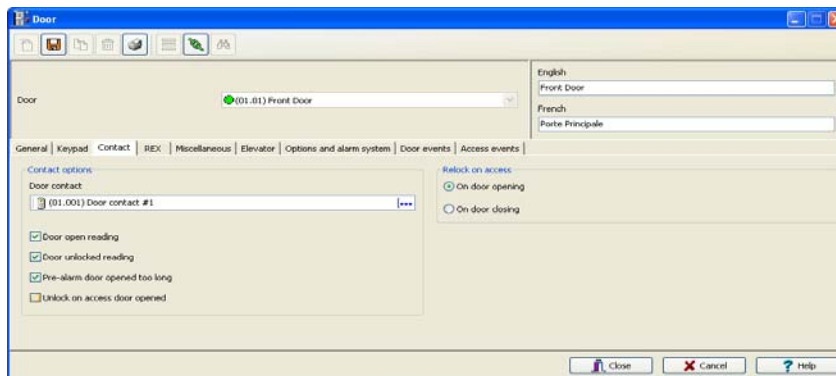 Door
English
Front Door
Door
(01.01) Front Door
French
Porte Principale
General Keypad Contact REX Miscellaneous Elevator Options and alarm system Door events Access events
Contact options
Relock on access
Door contact
On door opening
(01.001) Door contact #1
On door closing
Door open reading
Door unlocked reading
Pre-alarm door opened too long
Unlock on access door opened
Close
Cancel
Help